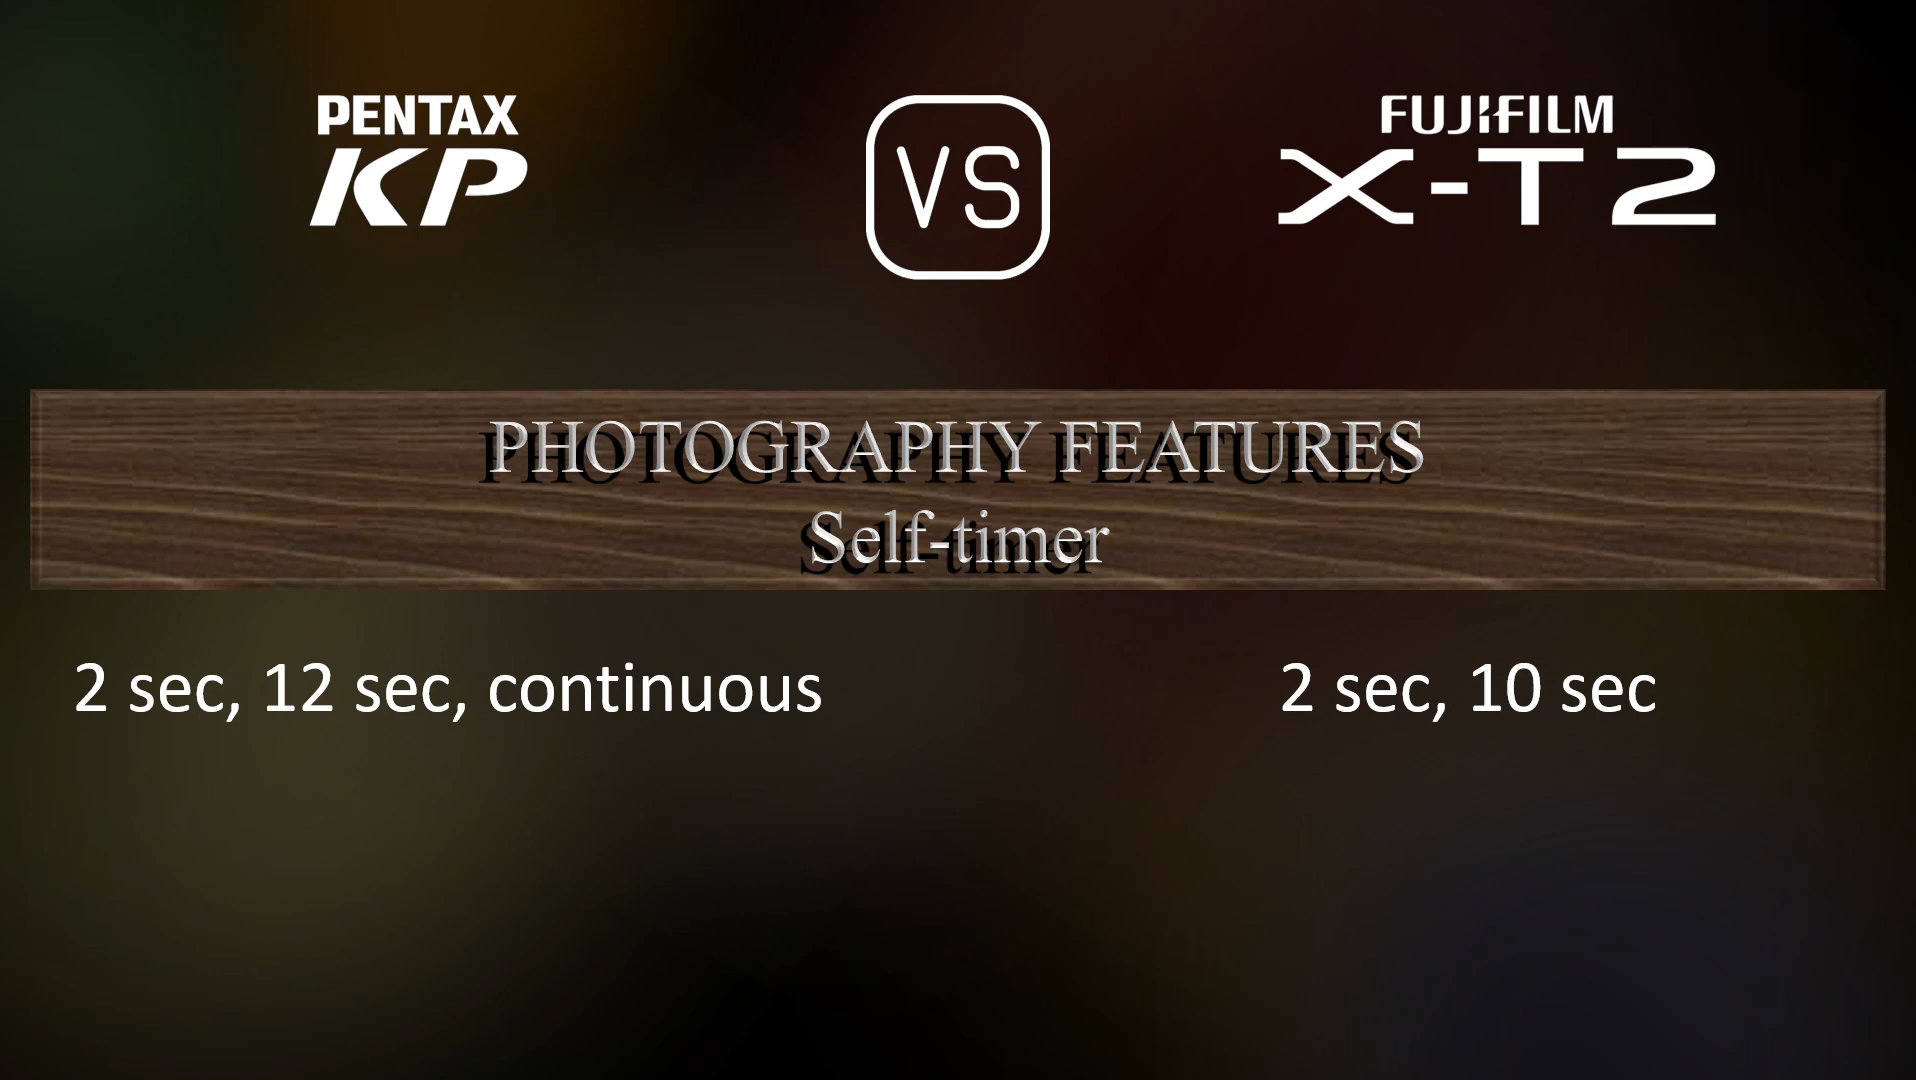 PENTAX
KP
VS
FUJIFILM
X-T2
PHOTOGRAPHY FEATURES
Self-timer
2 sec, 12 sec, continuous
2 sec, 10 sec